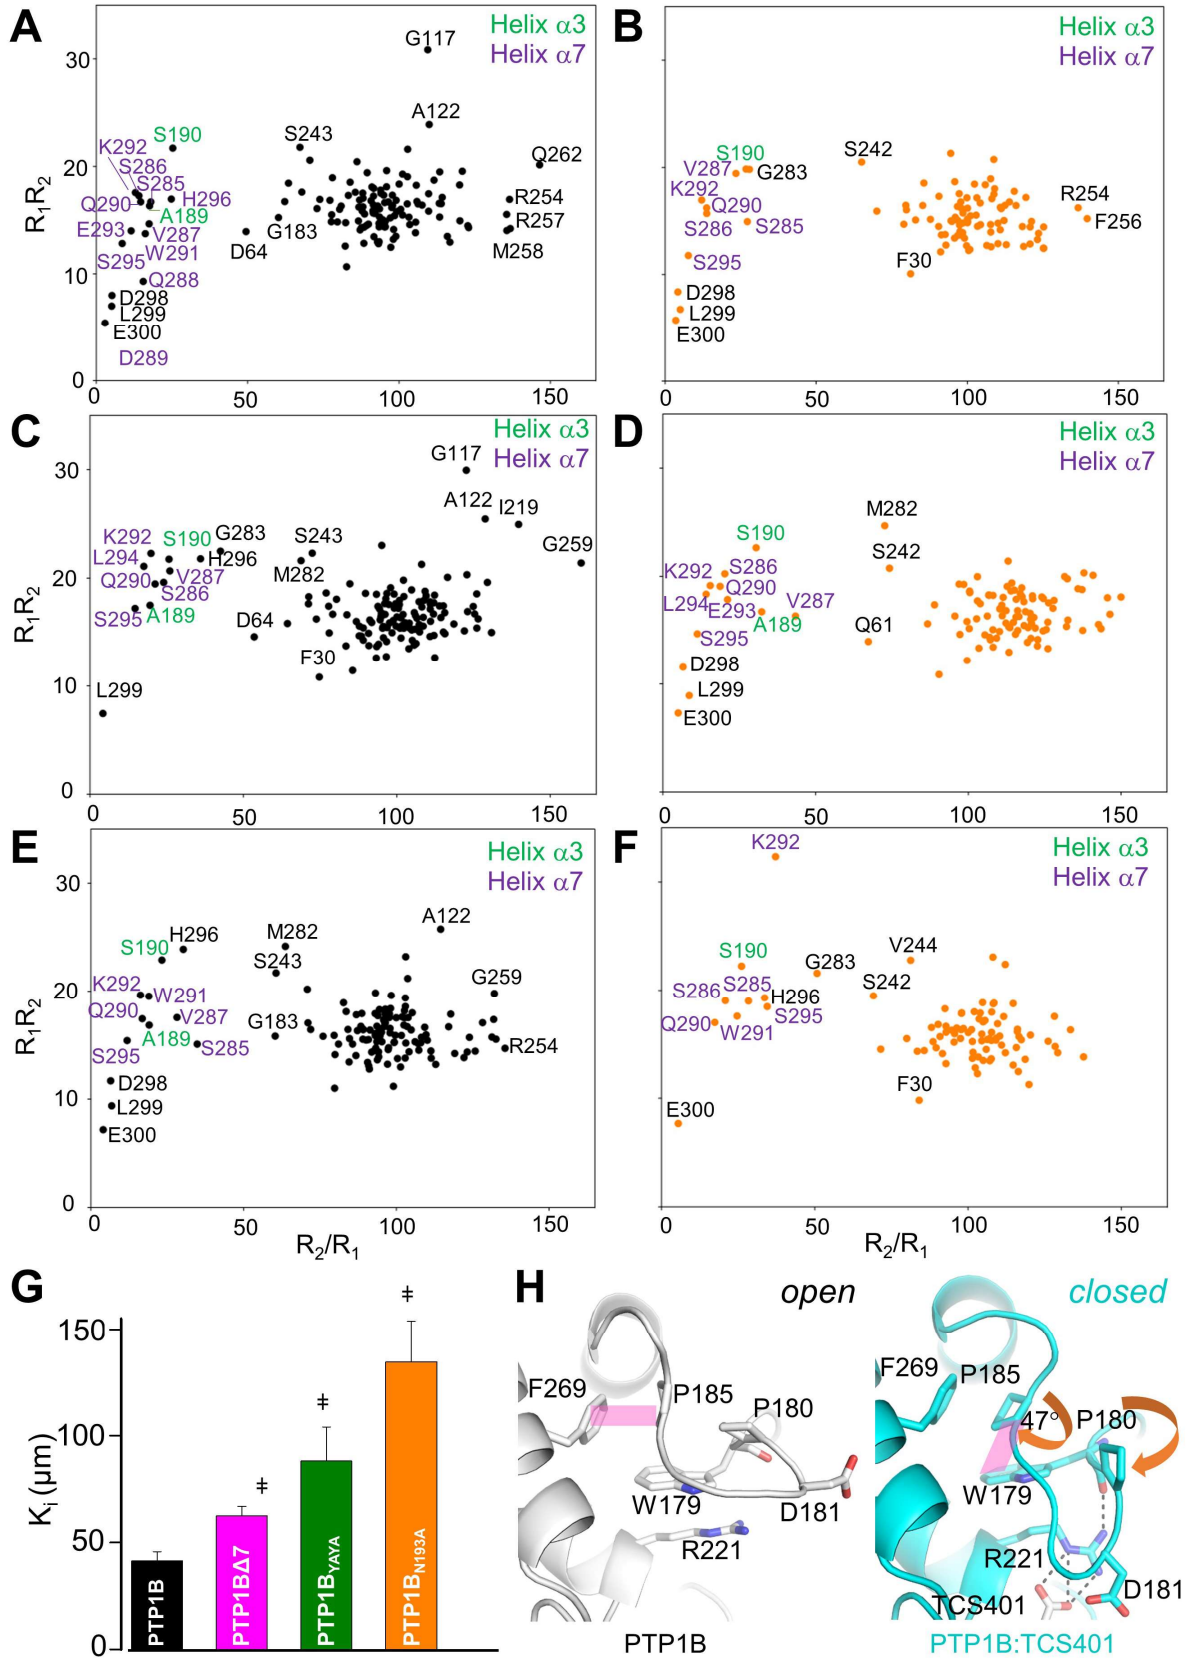 A
Helix α3
Helix α7
G117
A122
S243
Q262
S190
K292
S286
S285
Q290
H296
A189
E293
V287
W291
S295
Q288
G183
D64
R254
R257
M258
D298
L299
E300
D289
R1R2
30
20
10
0
0
50
100
150
B
Helix α3
Helix α7
S190
V287
G283
K292
Q290
S286
S285
S295
S242
R254
F256
F30
D298
L299
E300
0
50
100
150
C
Helix α3
Helix α7
G117
A122
I219
G259
K292
S190
G283
L294
H296
Q290
V287
S286
S295
A189
S243
M282
D64
F30
L299
R1R2
30
20
10
0
0
50
100
150
D
Helix α3
Helix α7
M282
S190
S242
S286
K292
Q290
L294
E293
V287
A189
S295
Q61
D298
L299
E300
0
50
100
150
E
Helix α3
Helix α7
A122
H296
M282
S190
S243
G259
K292
W291
Q290
V287
G183
A189
S295
S285
R254
D298
L299
E300
R1R2
30
20
10
0
0
50
100
150
R2/R1
F
K292
Helix α3
Helix α7
S190
V244
G283
S286
S285
H296
S242
S295
Q290
W291
F30
E300
0
50
100
150
R2/R1
G
Ki (μm)
150
100
50
0
ǂ
ǂ
ǂ
PTP1B
PTP1BΔ7
PTP1BYAYA
PTP1BN193A
H
open
F269
P185
P180
W179
D181
R221
PTP1B
closed
F269
P185
47°
P180
W179
R221
TCS401
D181
PTP1B:TCS401